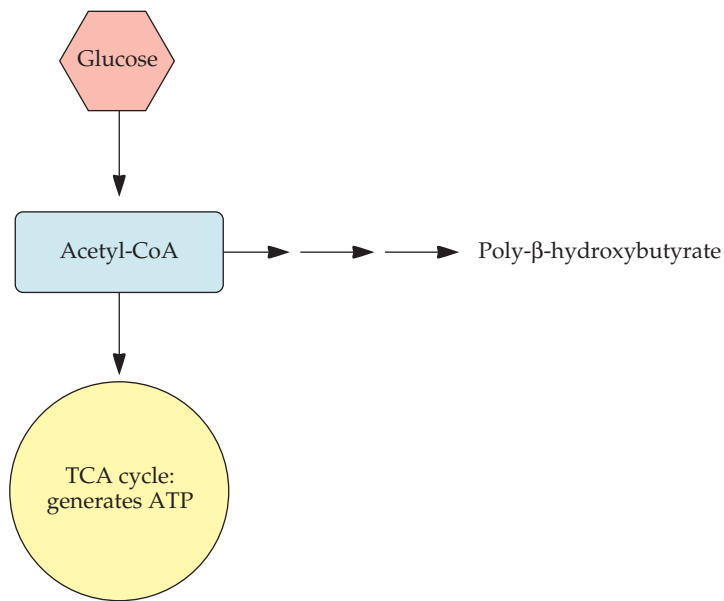 Glucose
Acetyl-CoA
Poly-β-hydroxybutyrate
TCA cycle:
generates ATP